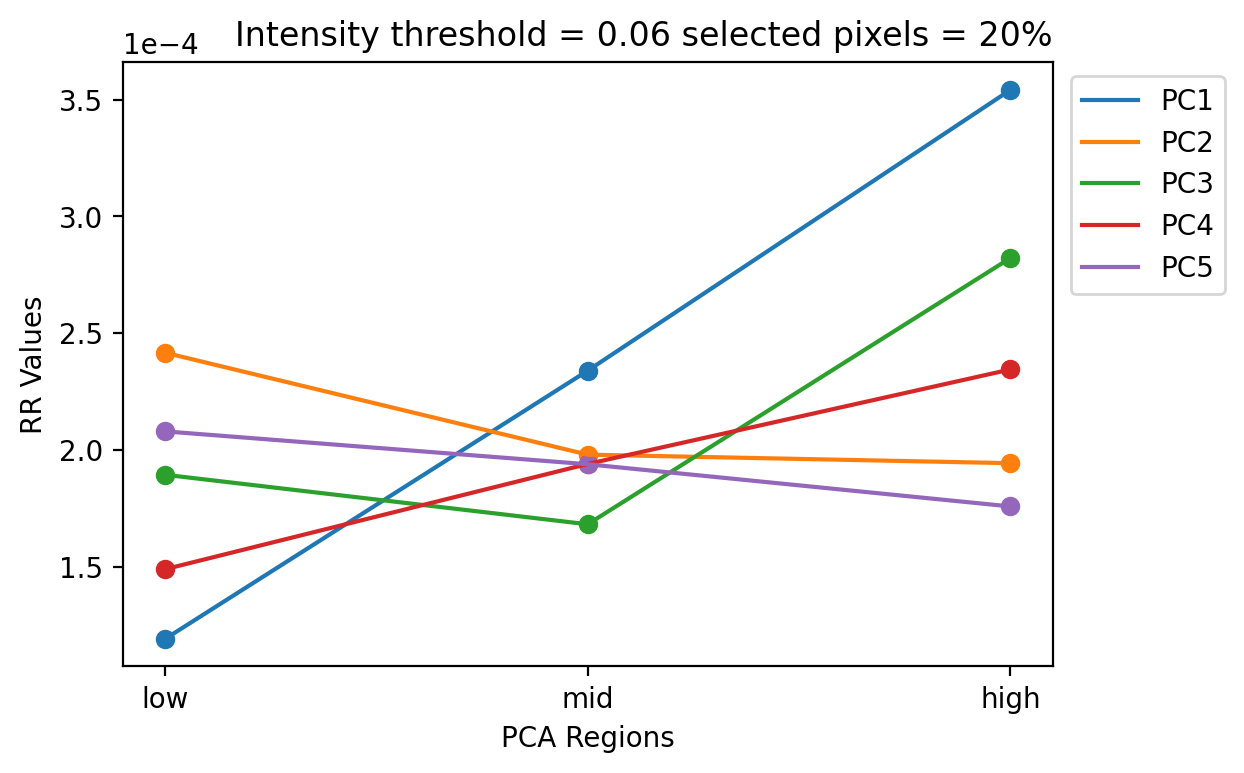 1e−4
Intensity threshold = 0.06 selected pixels = 20%
3.5
3.0
2.5
2.0
1.5
RR Values
low
mid
high
PCA Regions
PC1
PC2
PC3
PC4
PC5